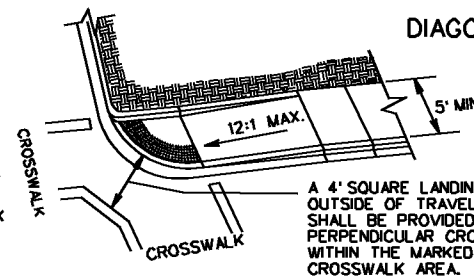 DIAGO
5' MIN
12:1 MAX.
CROSSWALK
CROSSWALK
A 4' SQUARE LANDIN
OUTSIDE OF TRAVEL
SHALL BE PROVIDED
PERPENDICULAR CRO
WITHIN THE MARKED
CROSSWALK AREA.